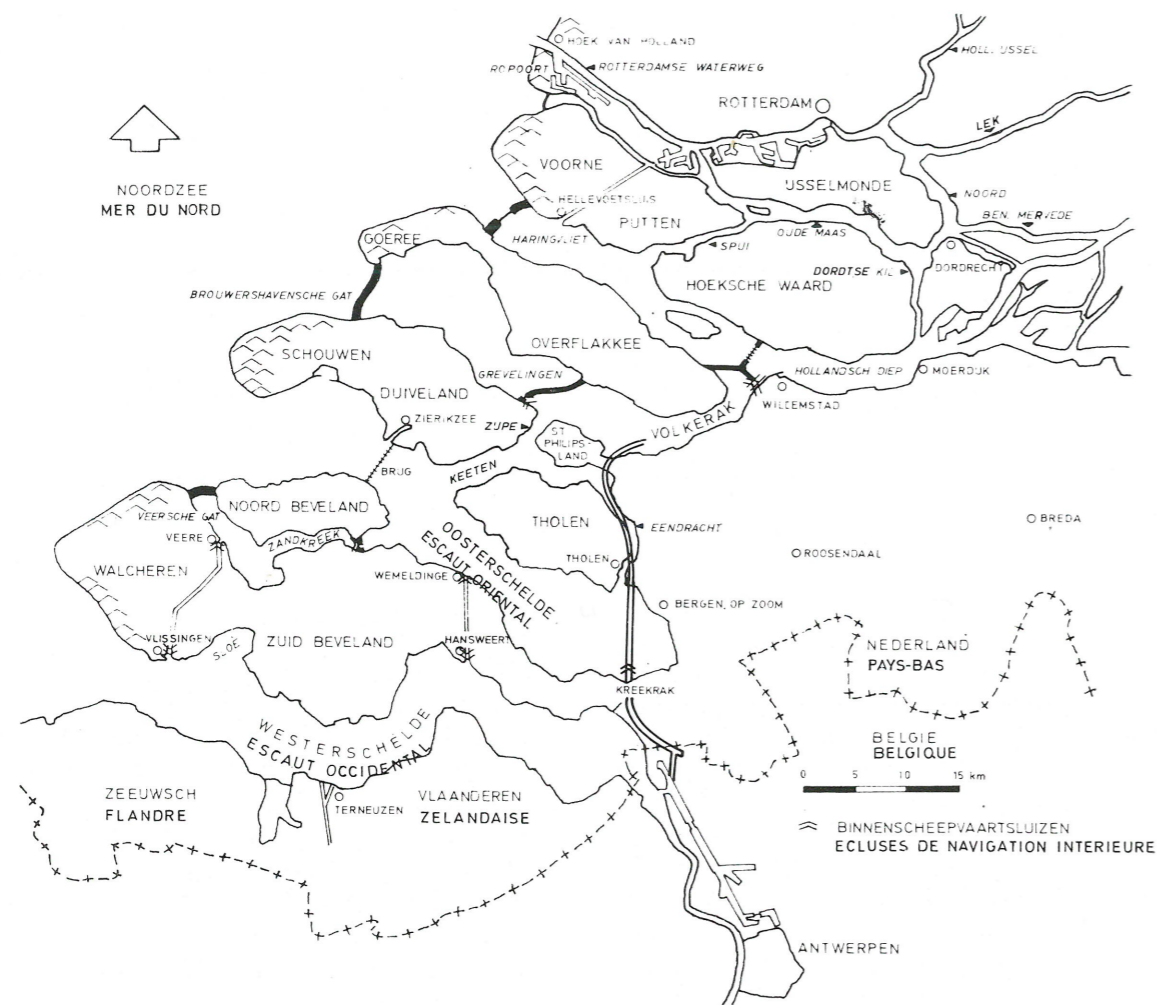 HOEK VAN HOLLAND
HOLL. IJSSEL
ROPOORT
ROTTERDAMSE WATERWEG
ROTTERDAM
LEK
VOORNE
NOORDZEE
MER DU NORD
IJSSELMONDE
NOORD
HELLEVOETSLUIS
PUTTEN
BEN. MERVEDE
GOEREE
HARINGVLIET
OUDE MAAS
SPUI
DORDRECHT
DORDTSE KIL
HOEKSCHE WAARD
BROUWERSHAVENSCHE GAT
SCHOUWEN
OVERFLAKKEE
GREVELINGEN
HOLLANDSCH DIEP
MOERDIJK
DUIVELAND
WILLEMSTAD
ZIERIKZEE
ZIJPE
VOLKERAK
ST.
PHILIPS-
LAND
BRUG
KEETEN
NOORD BEVELAND
VEERSCHE GAT
THOLEN
EENDRACHT
BREDA
VEERE
ZANDKREEK
OOSTERSCHELDE
ESCAUT ORIENTAL
ROOSENDAAL
WALCHEREN
WEMELDINGE
THOLEN
BERGEN OP ZOOM
VLISSINGEN
SLOE
ZUID BEVELAND
HANSWEERT
NEDERLAND
PAYS-BAS
KREEKRAK
WESTERSCHELDE
ESCAUT OCCIDENTAL
BELGIE
BELGIQUE
0 5 10 15 km
ZEEUWSCH
FLANDRE
TERNEUZEN
VLAANDEREN
ZELANDAISE
BINNENSCHEEPVAARTSLUIZEN
ECLUSES DE NAVIGATION INTERIEURE
ANTWERPEN